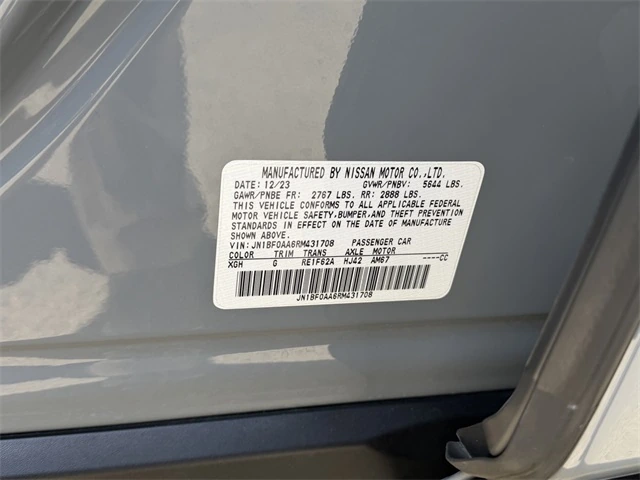 MANUFACTURED BY NISSAN MOTOR CO.,LTD.
DATE: 12/23 GVWR/PNBV: 5644 LBS.
GAWR/PNBE FR: 2767 LBS. RR: 2888 LBS.
THIS VEHICLE CONFORMS TO ALL APPLICABLE FEDERAL
MOTOR VEHICLE SAFETY,BUMPER,AND THEFT PREVENTION
STANDARDS IN EFFECT ON THE DATE OF MANUFACTURE
SHOWN ABOVE.
VIN: JN1BF0AA6RM431708 PASSENGER CAR
COLOR TRIM TRANS AXLE MOTOR
XGH G RE1F62A HJ42 AM67 ----CC
JN1BF0AA6RM431708